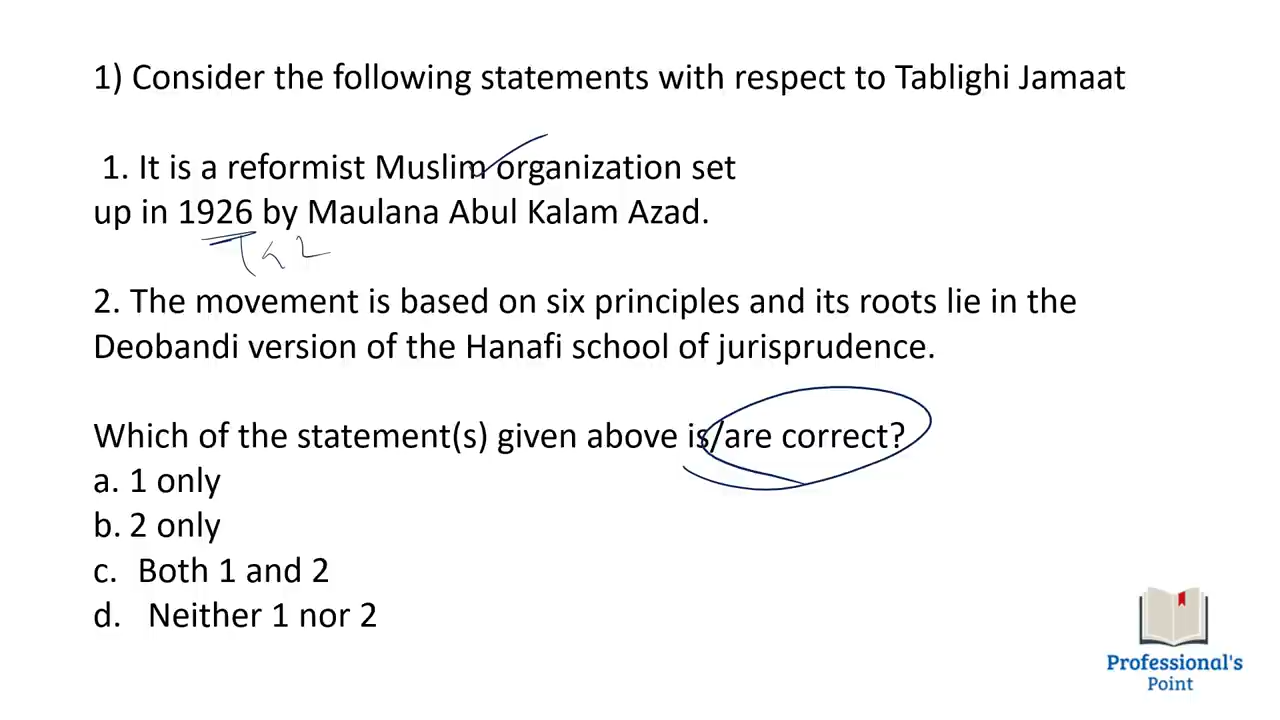 1) Consider the following statements with respect to Tablighi Jamaat
1. It is a reformist Muslim organization set
up in 1926 by Maulana Abul Kalam Azad.
2. The movement is based on six principles and its roots lie in the
Deobandi version of the Hanafi school of jurisprudence.
Which of the statement(s) given above is/are correct?
a. 1 only
b. 2 only
c. Both 1 and 2
d. Neither 1 nor 2
Professional's
Point